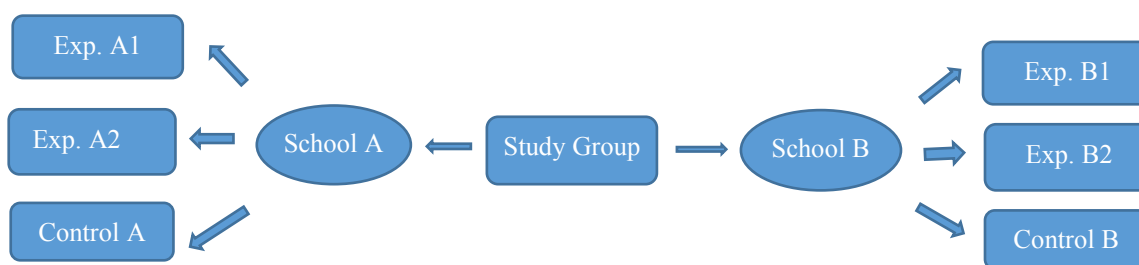 Exp. A1
Exp. A2
Control A
School A
Study Group
School B
Exp. B1
Exp. B2
Control B